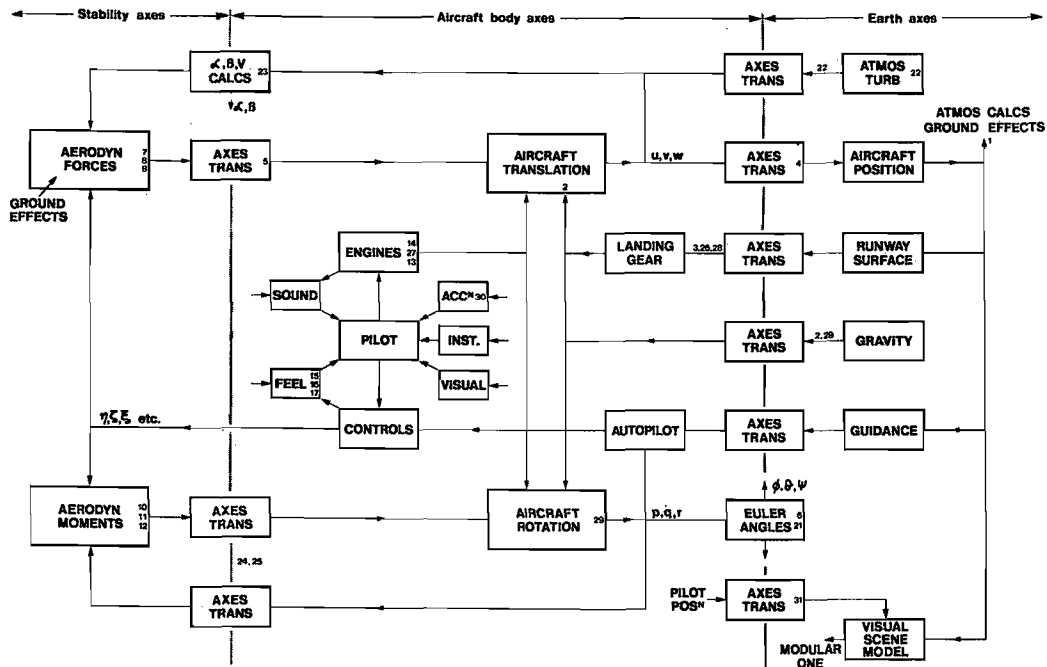 Stability axes
Aircraft body axes
Earth axes
α,ß,V
CALCS 23
AXES
TRANS
22
ATMOS
TURB 22
α,ß
ATMOS CALCS
GROUND EFFECTS
1
AERODYN
FORCES
7
8
9
GROUND
EFFECTS
AXES
TRANS 5
AIRCRAFT
TRANSLATION
2
u,v,w
AXES
TRANS 4
AIRCRAFT
POSITION
ENGINES
14
27
13
LANDING
GEAR
3,26,28
AXES
TRANS
RUNWAY
SURFACE
SOUND
ACCᴺ 30
PILOT
INST.
AXES
TRANS
2,29
GRAVITY
FEEL
15
16
17
VISUAL
η,ζ,ξ etc.
CONTROLS
AUTOPILOT
AXES
TRANS
GUIDANCE
AERODYN
MOMENTS
10
11
12
AXES
TRANS
AIRCRAFT
ROTATION 29
p,q,r
ϕ,θ,ψ
EULER
ANGLES
6
21
24,25
AXES
TRANS
PILOT
POSᴺ
AXES
TRANS 31
VISUAL
SCENE
MODEL
MODULAR
ONE